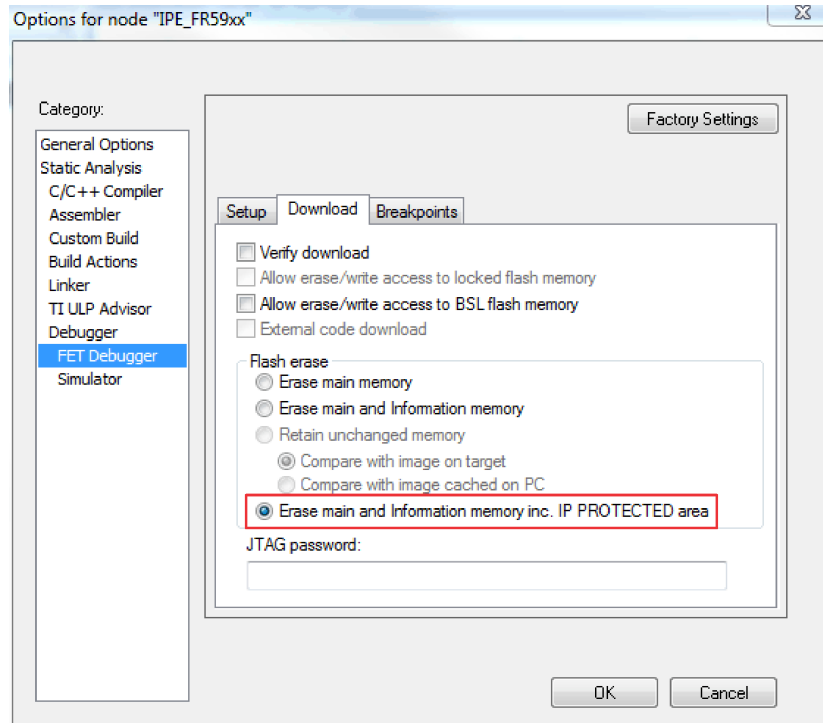 Options for node "IPE_FR59xx"
Category:
General Options
Static Analysis
C/C++ Compiler
Assembler
Custom Build
Build Actions
Linker
TI ULP Advisor
Debugger
FET Debugger
Simulator
Factory Settings
Setup Download Breakpoints
Verify download
Allow erase/write access to locked flash memory
Allow erase/write access to BSL flash memory
External code download
Flash erase
Erase main memory
Erase main and Information memory
Retain unchanged memory
Compare with image on target
Compare with image cached on PC
Erase main and Information memory inc. IP PROTECTED area
JTAG password:
OK Cancel